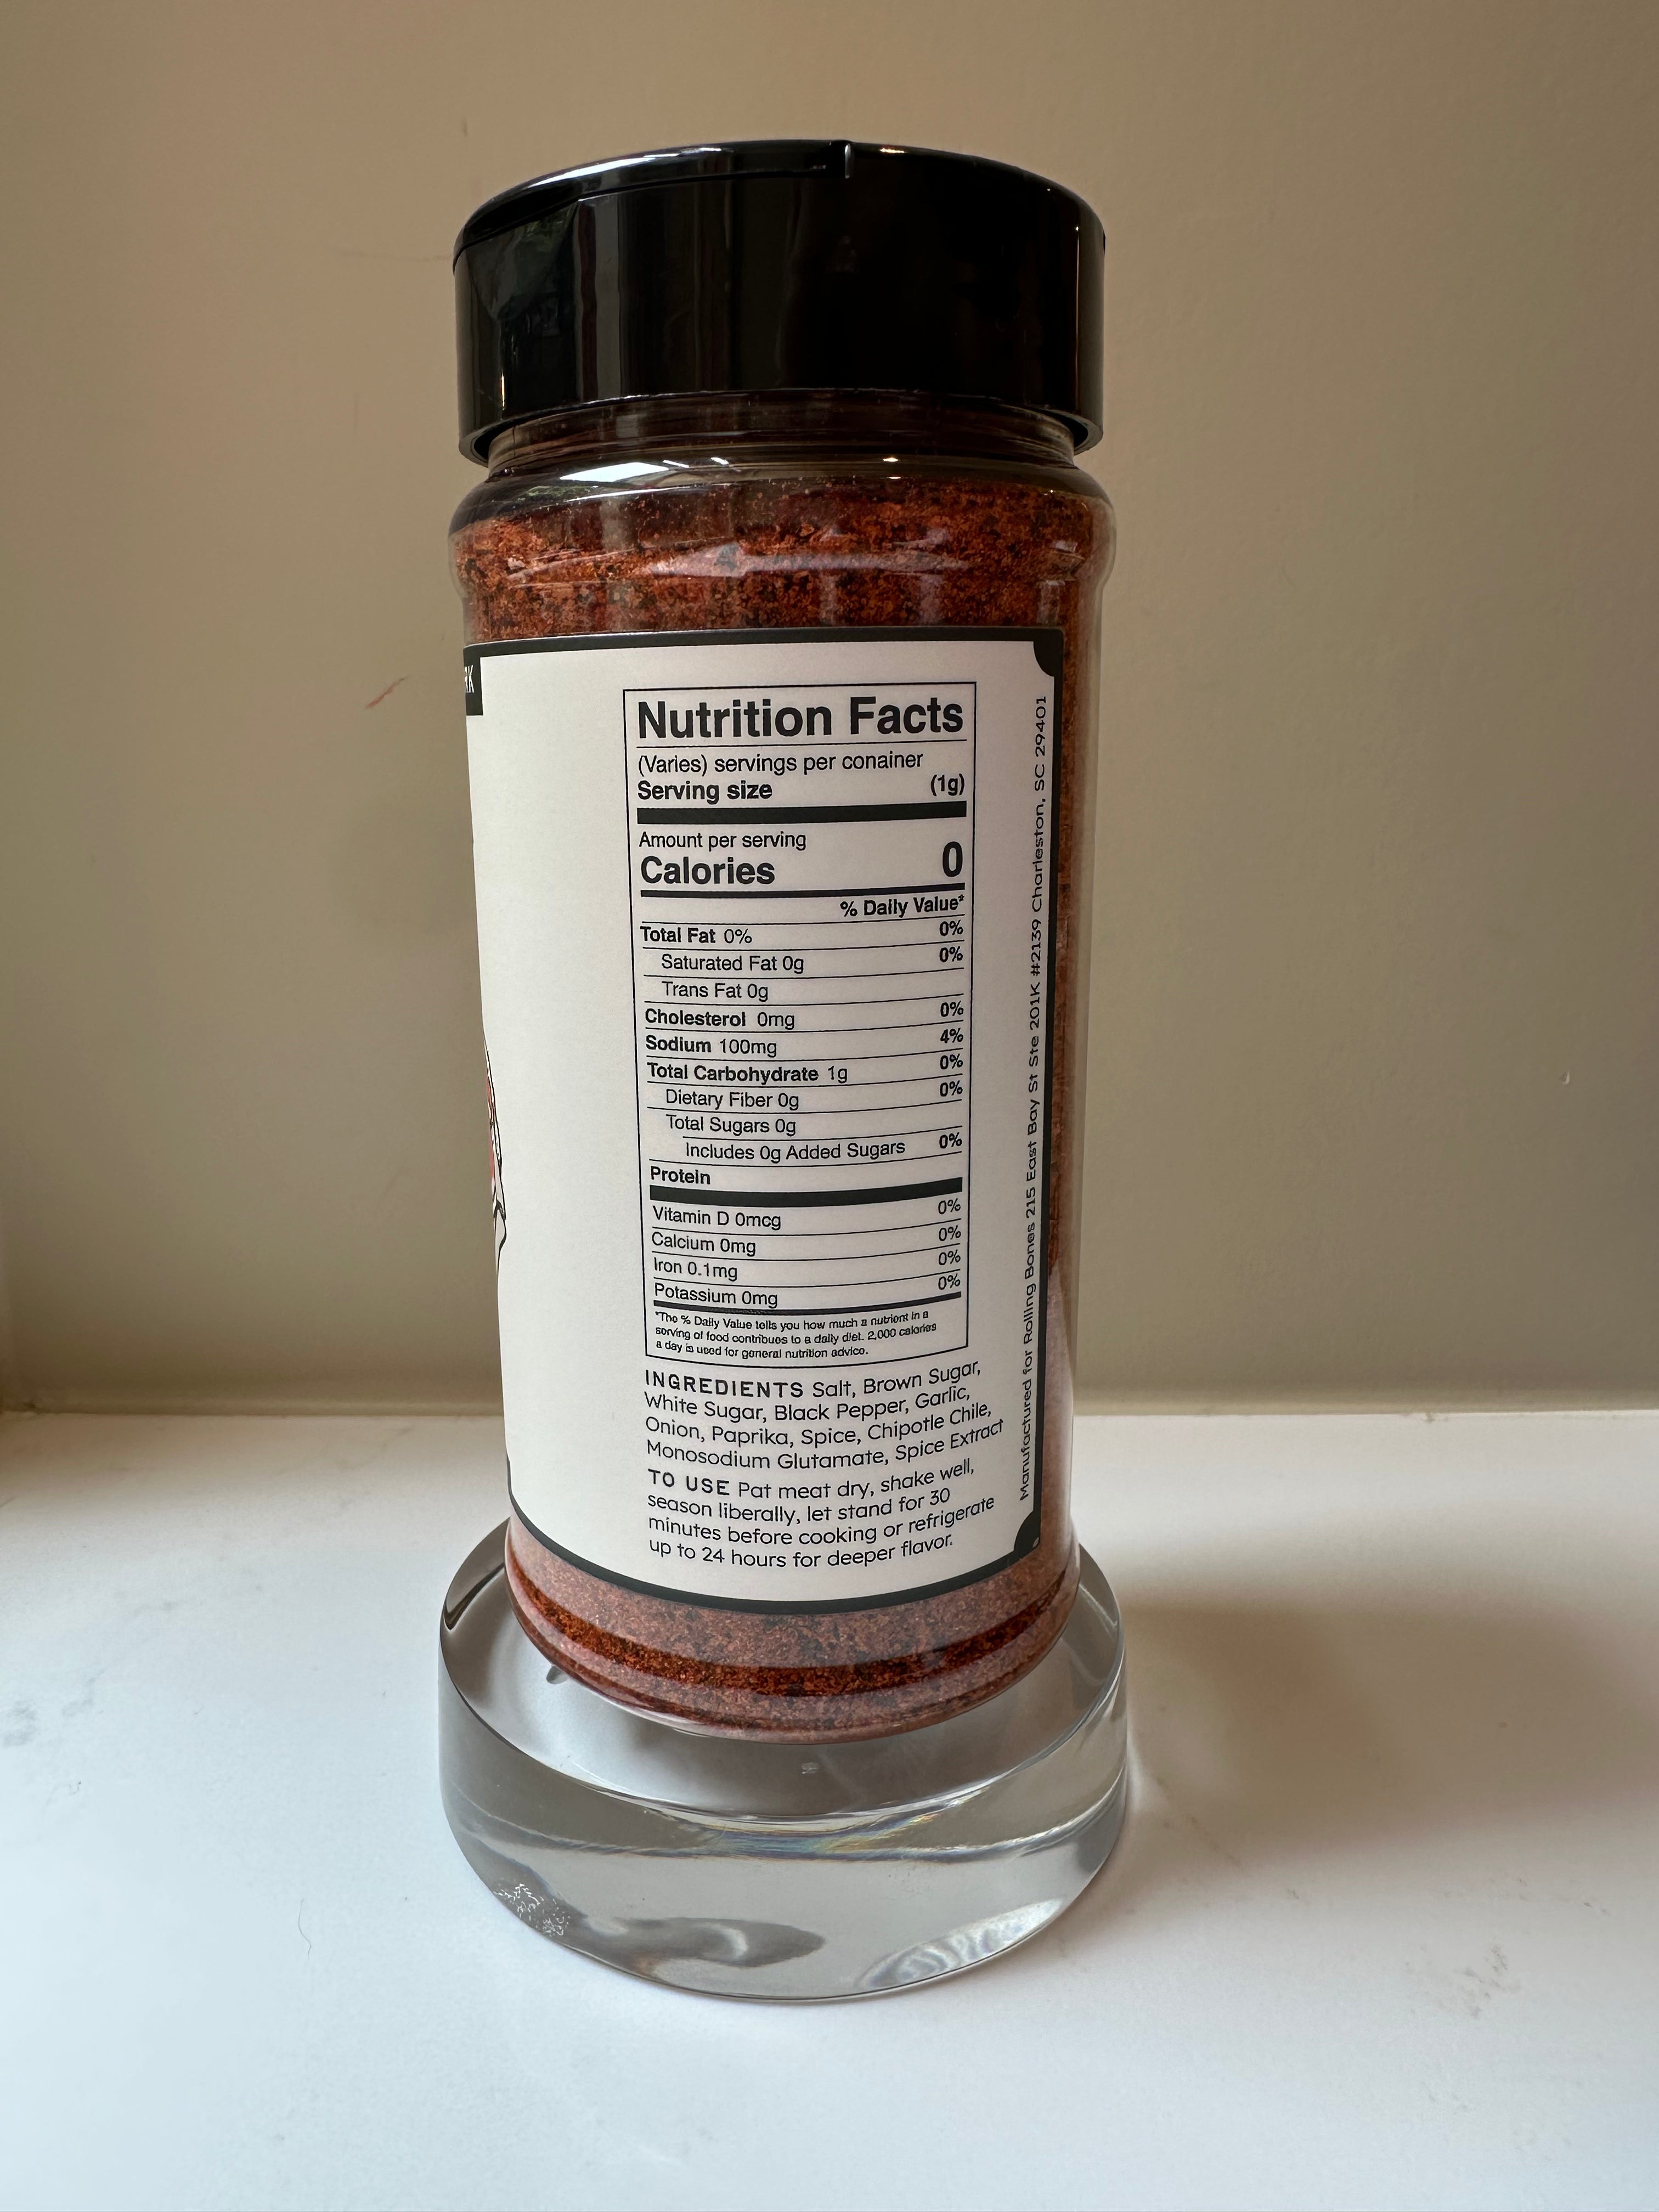 RK
Nutrition Facts
(Varies) servings per conainer
Serving size (1g)
Amount per serving
Calories 0
% Daily Value*
Total Fat 0% 0%
Saturated Fat 0g 0%
Trans Fat 0g
Cholesterol 0mg 0%
Sodium 100mg 4%
Total Carbohydrate 1g 0%
Dietary Fiber 0g 0%
Total Sugars 0g
Includes 0g Added Sugars 0%
Protein
Vitamin D 0mcg 0%
Calcium 0mg 0%
Iron 0.1mg 0%
Potassium 0mg 0%
*The % Daily Value tells you how much a nutrient in a
serving of food contribues to a daily diet. 2,000 calories
a day is used for general nutrition advice.
INGREDIENTS Salt, Brown Sugar,
White Sugar, Black Pepper, Garlic,
Onion, Paprika, Spice, Chipotle Chile,
Monosodium Glutamate, Spice Extract
TO USE Pat meat dry, shake well,
season liberally, let stand for 30
minutes before cooking or refrigerate
up to 24 hours for deeper flavor.
Manufactured for Rolling Bones 215 East Bay St Ste 201K #2139 Charleston, SC 29401